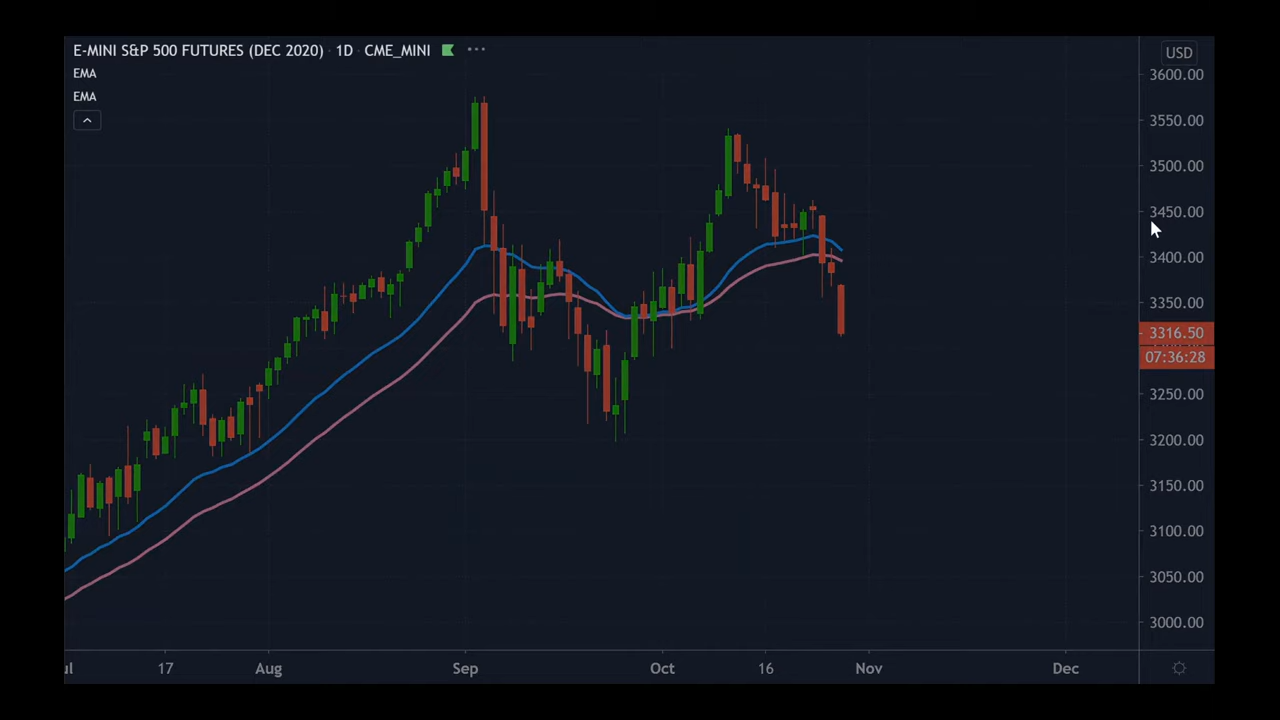 E-MINI S&P 500 FUTURES (DEC 2020) · 1D · CME_MINI
EMA
EMA
USD
3600.00
3550.00
3500.00
3450.00
3400.00
3350.00
3316.50
07:36:28
3250.00
3200.00
3150.00
3100.00
3050.00
3000.00
ul 17 Aug Sep Oct 16 Nov Dec